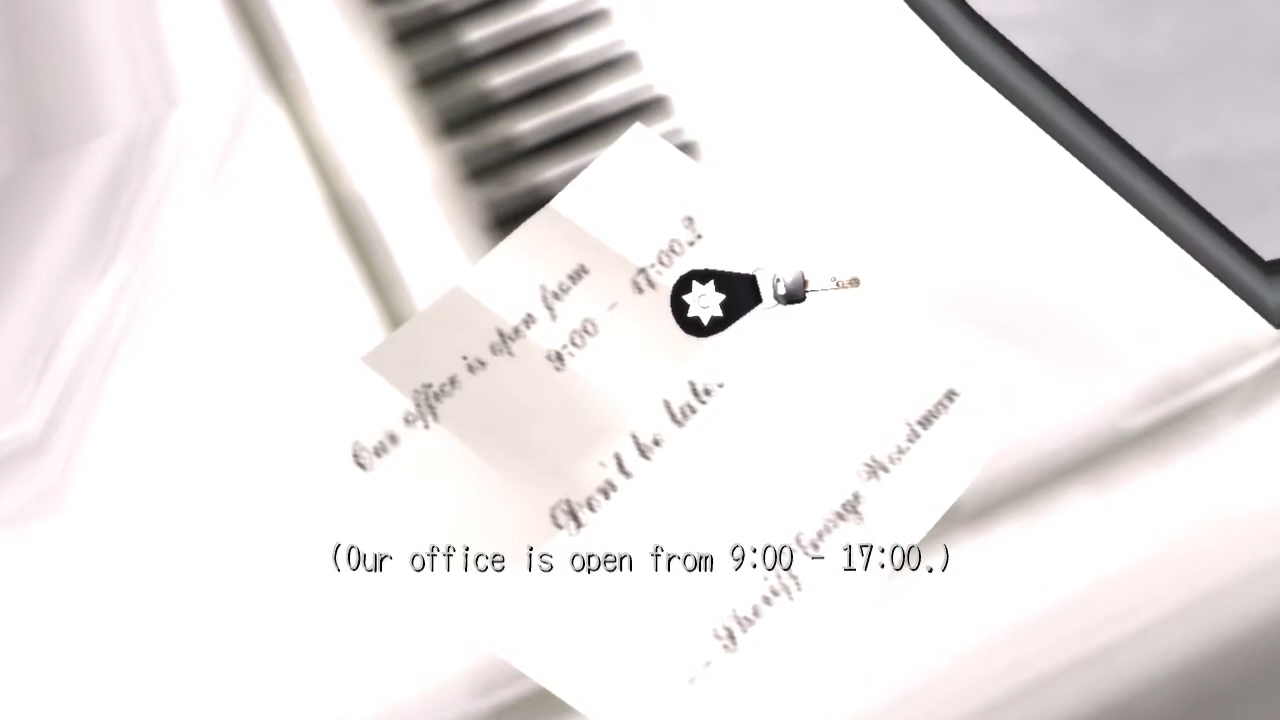 Our office is open from
9:00 - 17:00.
Don't be late.
-- Sheriff George Woodman
(Our office is open from 9:00 - 17:00.)